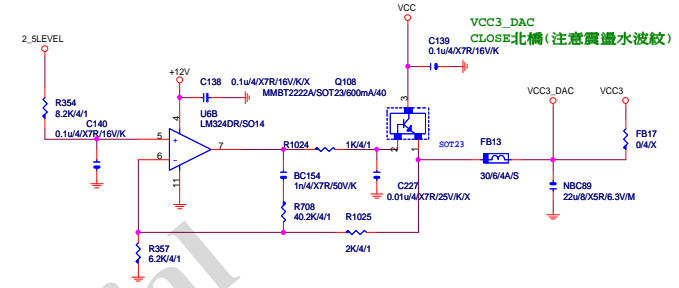 VCC
VCC3_DAC
CLOSE北橋(注意震盪水波紋)
2_5LEVEL
C139
0.1u/4/X7R/16V/K
+12V
C138 0.1u/4/X7R/16V/K/X
Q108
MMBT2222A/SOT23/600mA/40
VCC3_DAC
VCC3
R354
8.2K/4/1
C140
0.1u/4/X7R/16V/K
U6B
LM324DR/SO14
3
4
5
+
6
-
7
11
R1024
1K/4/1
2
1
SOT23
FB13
30/6/4A/S
FB17
0/4/X
BC154
1n/4/X7R/50V/K
C227
0.01u/4/X7R/25V/K/X
NBC89
22u/8/X5R/6.3V/M
R708
40.2K/4/1
R1025
2K/4/1
R357
6.2K/4/1
ial